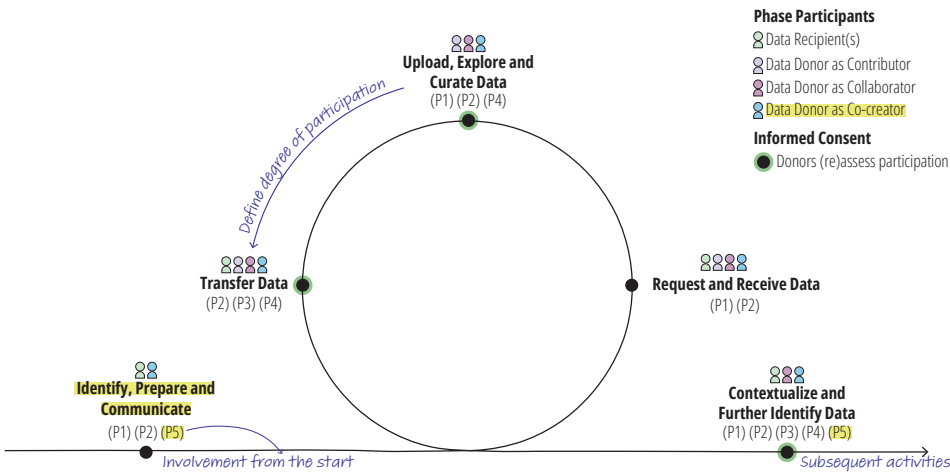 Phase Participants
Data Recipient(s)
Data Donor as Contributor
Data Donor as Collaborator
Data Donor as Co-creator
Informed Consent
Donors (re)assess participation
Upload, Explore and
Curate Data
(P1) (P2) (P4)
Define degree of participation
Transfer Data
(P2) (P3) (P4)
Request and Receive Data
(P1) (P2)
Identify, Prepare and
Communicate
(P1) (P2) (P5)
Involvement from the start
Contextualize and
Further Identify Data
(P1) (P2) (P3) (P4) (P5)
Subsequent activities